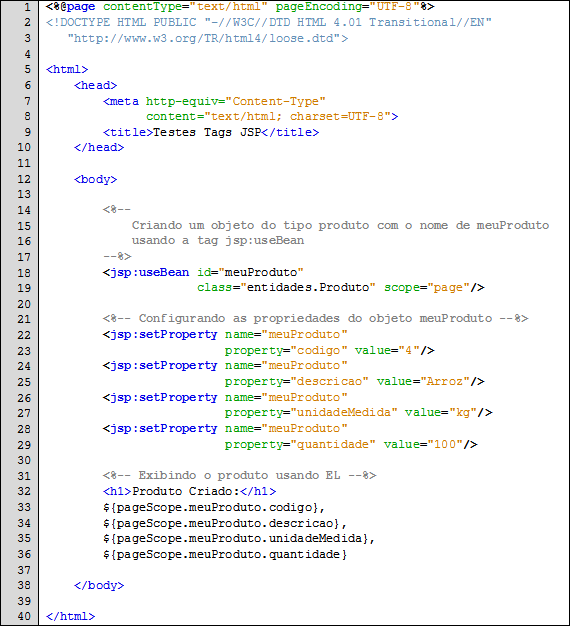 1 <%@page contentType="text/html" pageEncoding="UTF-8"%>
2 <!DOCTYPE HTML PUBLIC "-//W3C//DTD HTML 4.01 Transitional//EN"
3 "http://www.w3.org/TR/html4/loose.dtd">
4
5 <html>
6 <head>
7 <meta http-equiv="Content-Type"
8 content="text/html; charset=UTF-8">
9 <title>Testes Tags JSP</title>
10 </head>
11
12 <body>
13
14 <%--
15 Criando um objeto do tipo produto com o nome de meuProduto
16 usando a tag jsp:useBean
17 --%>
18 <jsp:useBean id="meuProduto"
19 class="entidades.Produto" scope="page"/>
20
21 <%-- Configurando as propriedades do objeto meuProduto --%>
22 <jsp:setProperty name="meuProduto"
23 property="codigo" value="4"/>
24 <jsp:setProperty name="meuProduto"
25 property="descricao" value="Arroz"/>
26 <jsp:setProperty name="meuProduto"
27 property="unidadeMedida" value="kg"/>
28 <jsp:setProperty name="meuProduto"
29 property="quantidade" value="100"/>
30
31 <%-- Exibindo o produto usando EL --%>
32 <h1>Produto Criado:</h1>
33 ${pageScope.meuProduto.codigo},
34 ${pageScope.meuProduto.descricao},
35 ${pageScope.meuProduto.unidadeMedida},
36 ${pageScope.meuProduto.quantidade}
37
38 </body>
39
40 </html>